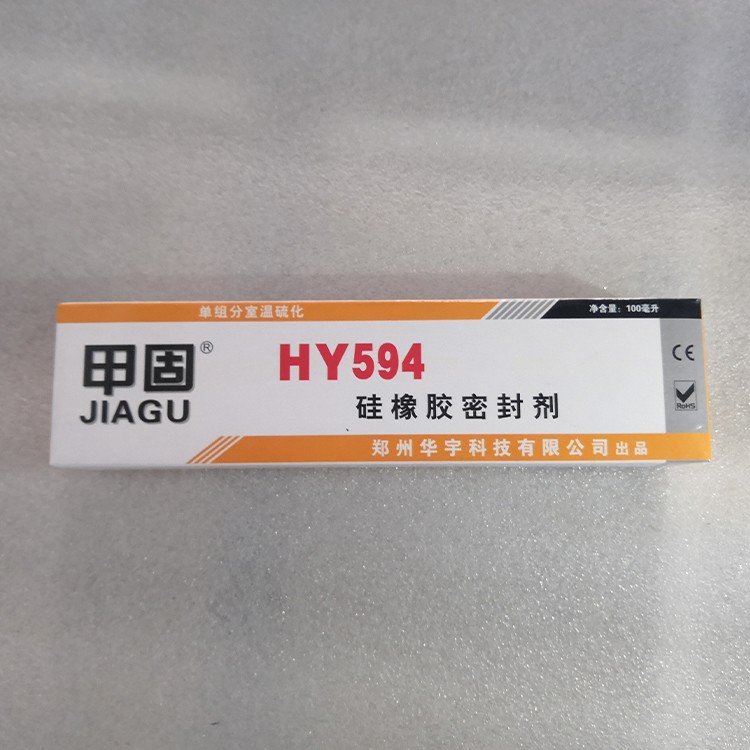 单组分室温硫化
净含量：100毫升
甲固®
JIAGU
HY594
硅橡胶密封剂
CE
RoHS
郑州华宇科技有限公司出品